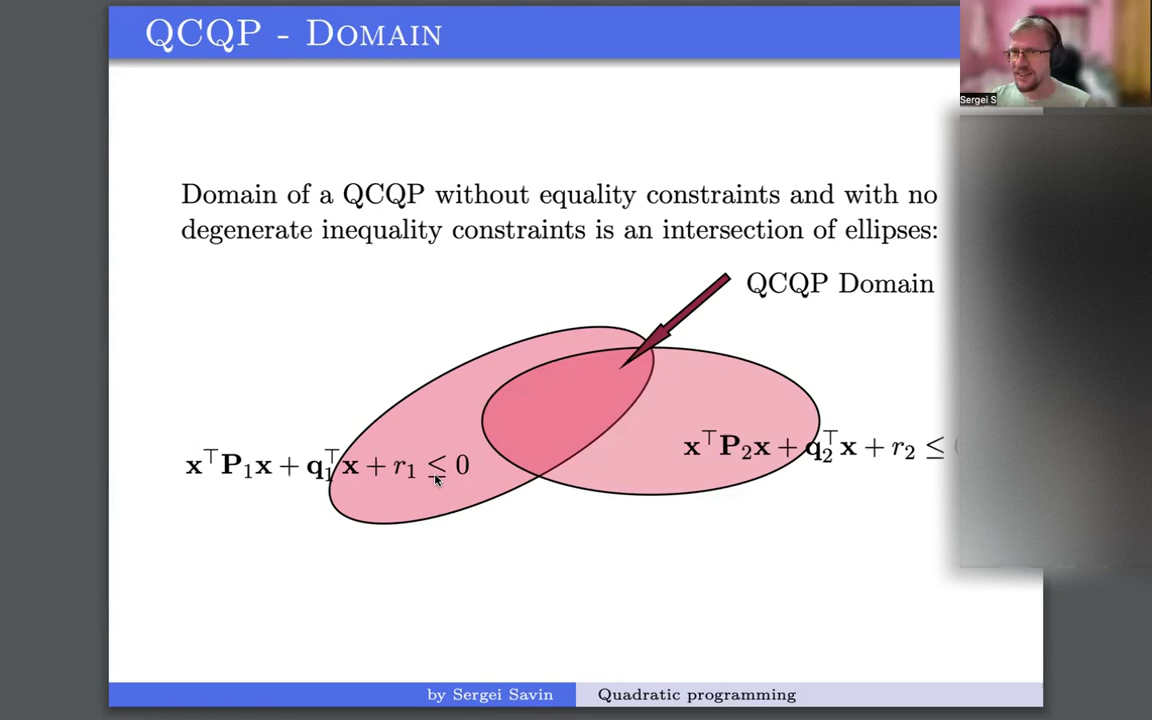 QCQP - Domain
Sergei S
Domain of a QCQP without equality constraints and with no
degenerate inequality constraints is an intersection of ellipses:
QCQP Domain
x⊤P₂x + q₂⊤x + r₂ ≤
x⊤P₁x + q₁⊤x + r₁ ≤ 0
by Sergei Savin
Quadratic programming